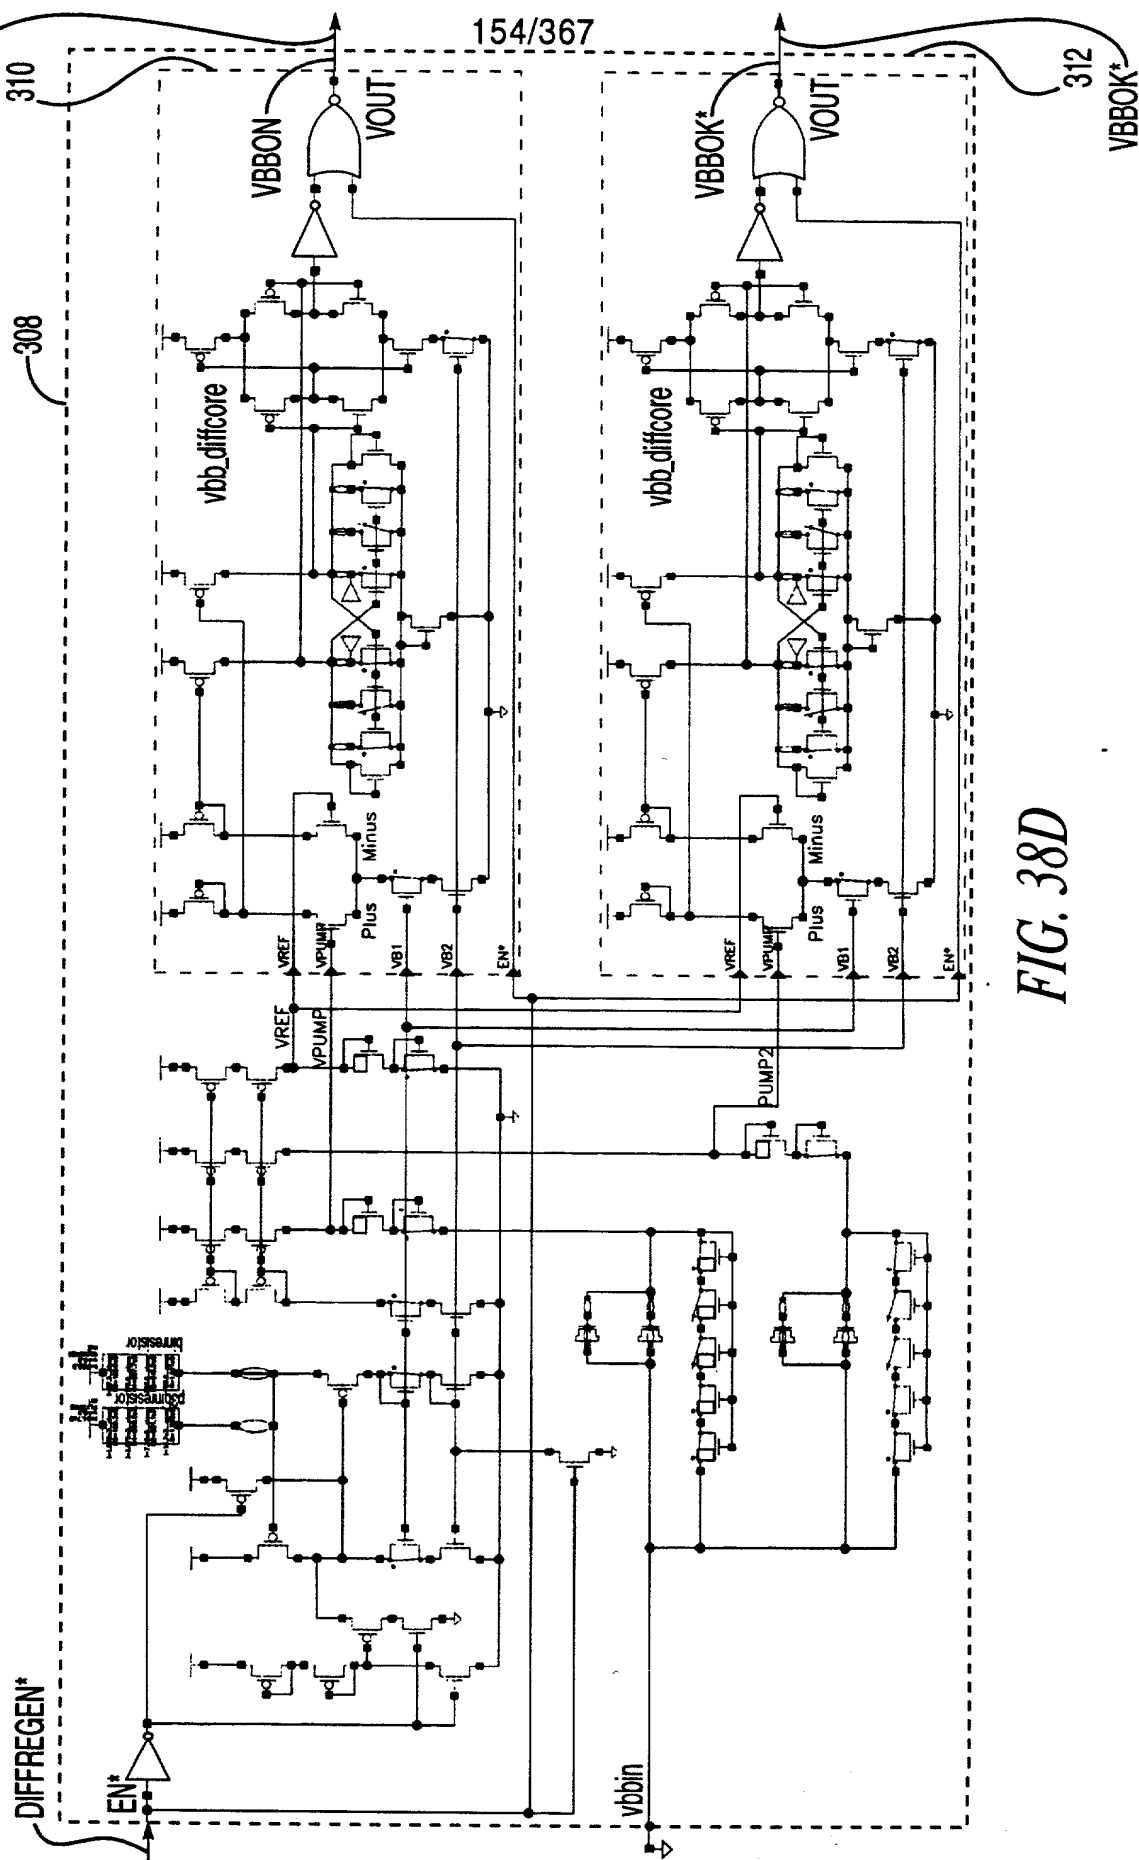 154/367
310
VBBON
VOUT
312
VBBOK*
VBBOK*
VOUT
308
vbb_diffcore
vbb_diffcore
Minus
Plus
VREF
VPUMP
VB1
VB2
EN*
Minus
Plus
VREF
VPUMP
VB1
VB2
EN*
VREF
VPUMP
PUMP2
binresistor
DIFFREGEN*
EN*
vbbin
FIG. 38D